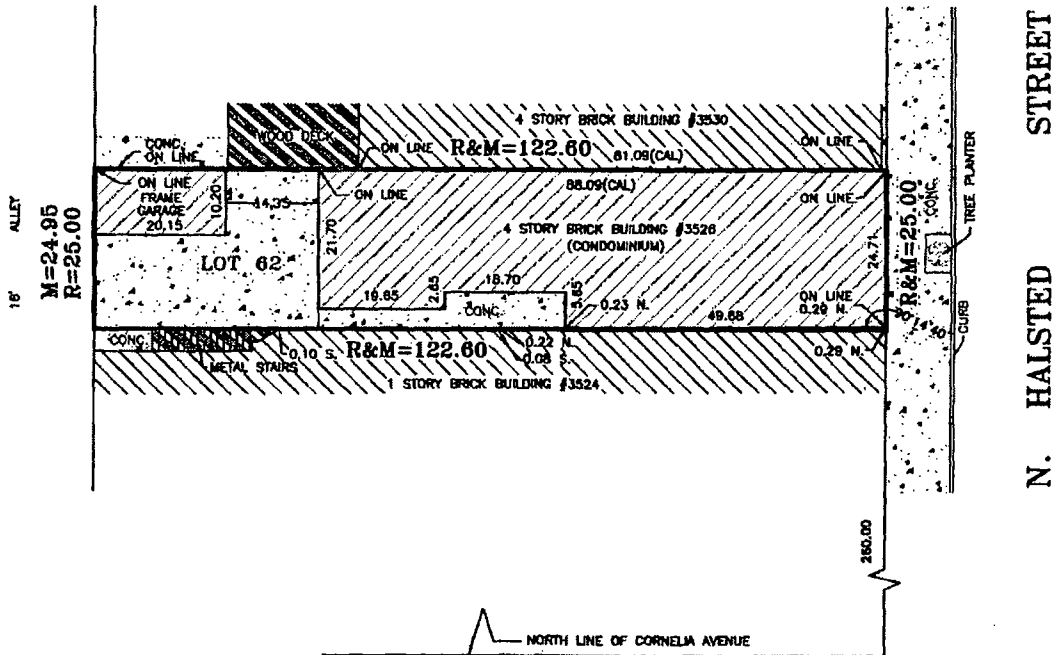 N. HALSTED STREET
TREE PLANTER
CURB
CONC.
4 STORY BRICK BUILDING #3530
WOOD DECK
CONC.
ON LINE
ON LINE
R&M=122.60
81.09(CAL)
ON LINE
ON LINE
FRAME
GARAGE
20.15
10.20
14.35
ON LINE
88.09(CAL)
ON LINE
16' ALLEY
M=24.95
R=25.00
LOT 62
21.70
4 STORY BRICK BUILDING #3526
(CONDOMINIUM)
24.71
R&M=25.00
19.65
2.65
18.70
5.65
CONC.
0.23 N.
49.68
ON LINE
0.29 N.
90°14'40"
CONC.
METAL STAIRS
0.10 S.
R&M=122.60
0.22 N.
0.08 S.
0.29 N.
1 STORY BRICK BUILDING #3524
260.00
NORTH LINE OF CORNELIA AVENUE